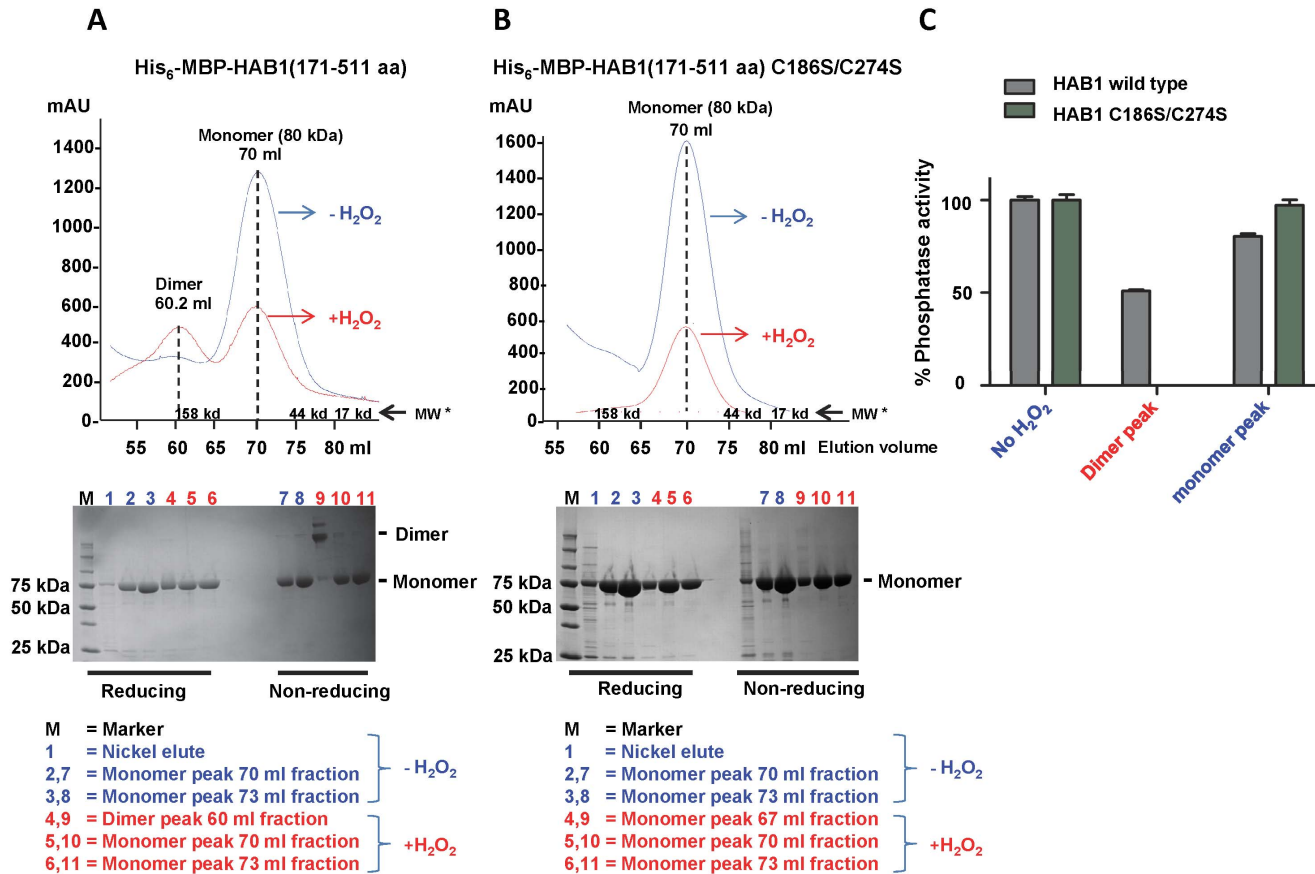 A
His₆-MBP-HAB1(171-511 aa)
mAU
1400
1200
1000
800
600
400
200
0
Monomer (80 kDa)
70 ml
- H₂O₂
Dimer
60.2 ml
+H₂O₂
158 kd 44 kd 17 kd MW *
55 60 65 70 75 80 ml
M 1 2 3 4 5 6 7 8 9 10 11
Dimer
Monomer
75 kDa
50 kDa
25 kDa
Reducing Non-reducing
M = Marker
1 = Nickel elute
2,7 = Monomer peak 70 ml fraction
3,8 = Monomer peak 73 ml fraction
- H₂O₂
4,9 = Dimer peak 60 ml fraction
5,10 = Monomer peak 70 ml fraction
6,11 = Monomer peak 73 ml fraction
+H₂O₂
B
His₆-MBP-HAB1(171-511 aa) C186S/C274S
mAU
1600
1400
1200
1000
800
600
400
200
0
Monomer (80 kDa)
70 ml
- H₂O₂
+H₂O₂
158 kd 44 kd 17 kd MW *
55 60 65 70 75 80 ml Elution volume
M 1 2 3 4 5 6 7 8 9 10 11
Monomer
75 kDa
50 kDa
25 kDa
Reducing Non-reducing
M = Marker
1 = Nickel elute
2,7 = Monomer peak 70 ml fraction
3,8 = Monomer peak 73 ml fraction
- H₂O₂
4,9 = Monomer peak 67 ml fraction
5,10 = Monomer peak 70 ml fraction
6,11 = Monomer peak 73 ml fraction
+H₂O₂
C
HAB1 wild type
HAB1 C186S/C274S
% Phosphatase activity
100
50
0
No H₂O₂
Dimer peak
monomer peak